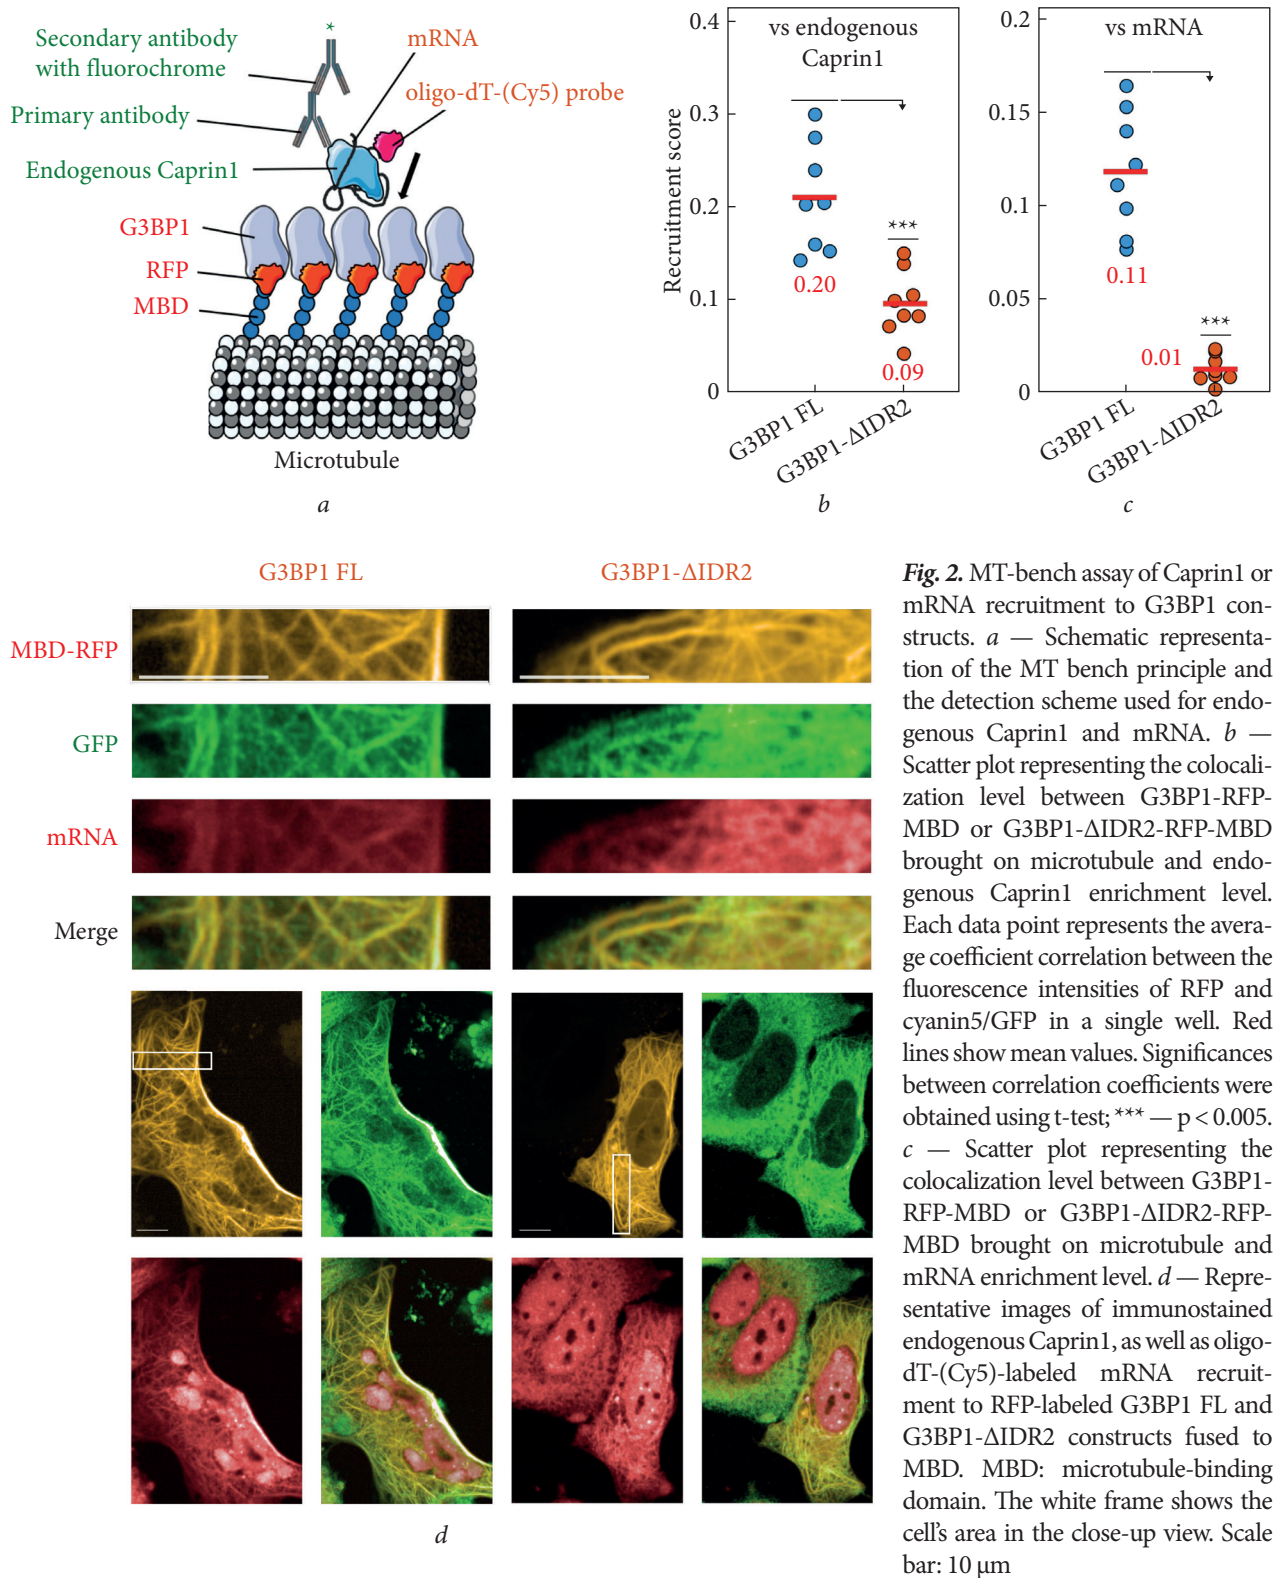 *
Secondary antibody
with fluorochrome
mRNA
oligo-dT-(Cy5) probe
Primary antibody
Endogenous Caprin1
G3BP1
RFP
MBD
Microtubule
a
0.4
0.3
0.2
0.1
0
Recruitment score
vs endogenous
Caprin1
***
0.20
0.09
G3BP1 FL
G3BP1-ΔIDR2
b
0.2
0.15
0.1
0.05
0
vs mRNA
***
0.11
0.01
G3BP1 FL
G3BP1-ΔIDR2
c
G3BP1 FL
G3BP1-ΔIDR2
MBD-RFP
GFP
mRNA
Merge
d
Fig. 2. MT-bench assay of Caprin1 or
mRNA recruitment to G3BP1 con-
structs. a — Schematic representa-
tion of the MT bench principle and
the detection scheme used for endo-
genous Caprin1 and mRNA. b —
Scatter plot representing the colocali-
zation level between G3BP1-RFP-
MBD or G3BP1-ΔIDR2-RFP-MBD
brought on microtubule and endo-
genous Caprin1 enrichment level.
Each data point represents the avera-
ge coefficient correlation between the
fluorescence intensities of RFP and
cyanin5/GFP in a single well. Red
lines show mean values. Significances
between correlation coefficients were
obtained using t-test; *** — p < 0.005.
c — Scatter plot representing the
colocalization level between G3BP1-
RFP-MBD or G3BP1-ΔIDR2-RFP-
MBD brought on microtubule and
mRNA enrichment level. d — Repre-
sentative images of immunostained
endogenous Caprin1, as well as oligo-
dT-(Cy5)-labeled mRNA recruit-
ment to RFP-labeled G3BP1 FL and
G3BP1-ΔIDR2 constructs fused to
MBD. MBD: microtubule-binding
domain. The white frame shows the
cell's area in the close-up view. Scale
bar: 10 μm